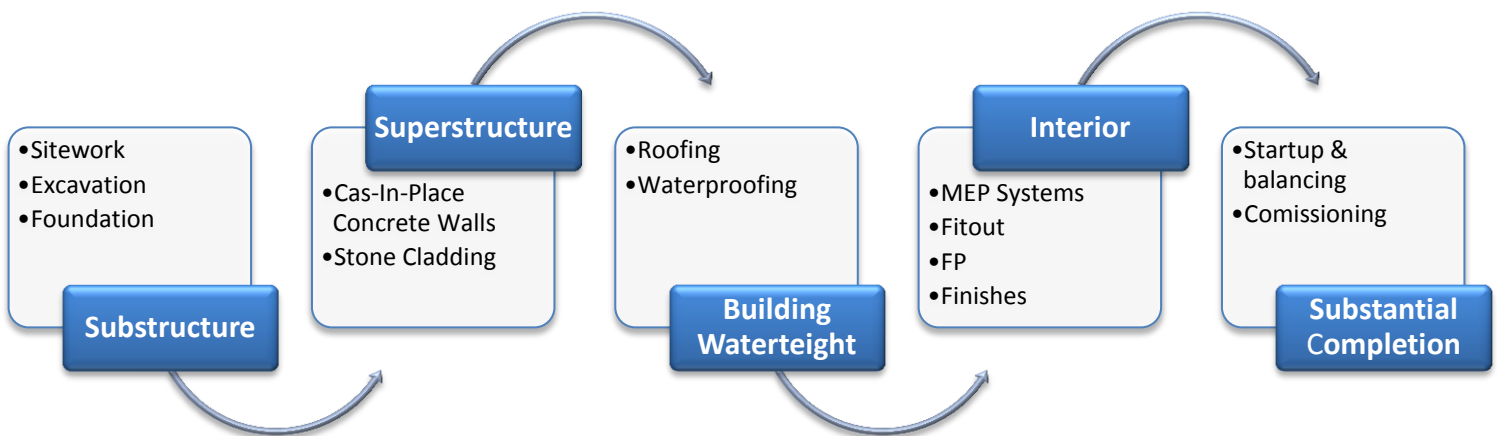 •Sitework
•Excavation
•Foundation
Substructure
Superstructure
•Cas-In-Place
Concrete Walls
•Stone Cladding
•Roofing
•Waterproofing
Building
Waterteight
Interior
•MEP Systems
•Fitout
•FP
•Finishes
•Startup &
balancing
•Comissioning
Substantial
Completion